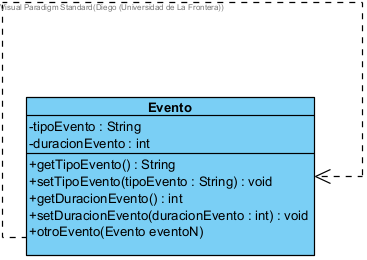 Visual Paradigm Standard(Diego (Universidad de La Frontera))
Evento
-tipoEvento : String
-duracionEvento : int
+getTipoEvento() : String
+setTipoEvento(tipoEvento : String) : void
+getDuracionEvento() : int
+setDuracionEvento(duracionEvento : int) : void
+otroEvento(Evento eventoN)